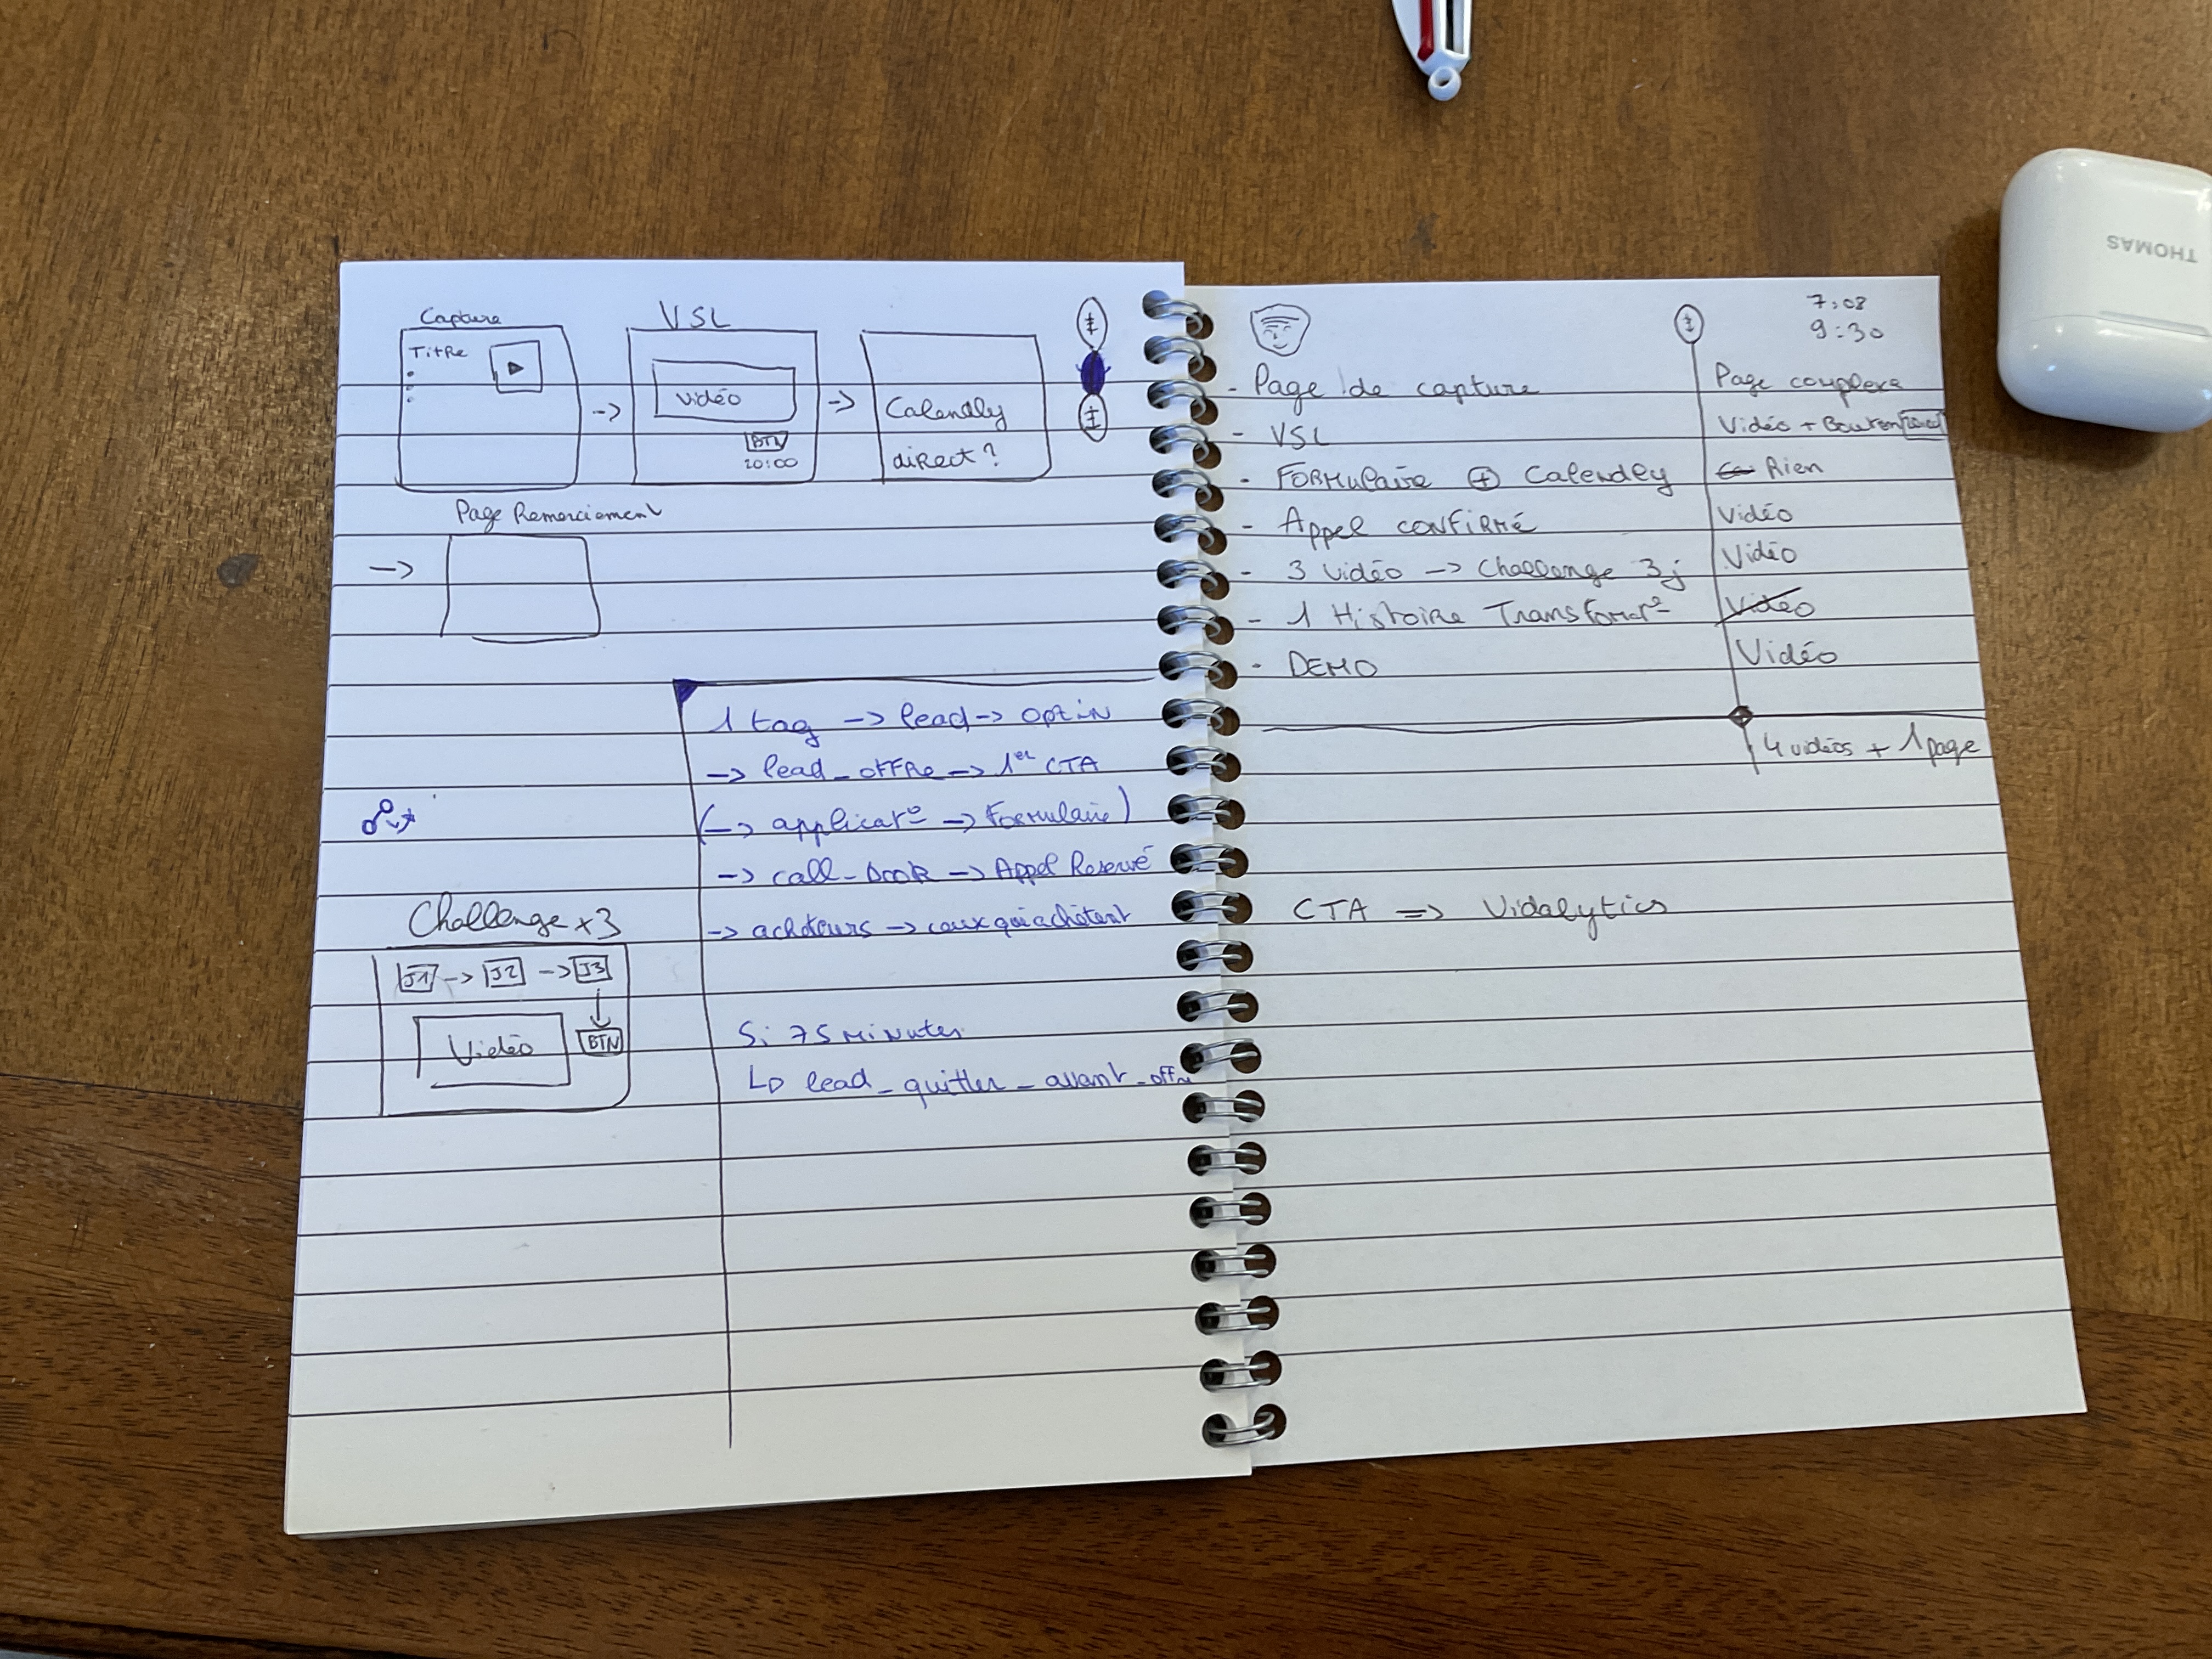 Capture
Titre
VSL
Vidéo
BTN
20:00
Calendly
direct ?
Page Remerciement
1 tag -> lead -> optin
-> lead_offre -> 1er CTA
(-> applicat° -> Formulaire)
-> call-book -> Appel Reservé
-> acheteurs -> ceux qui achètent
Si 75 minutes
lead_quitter_avant_offre
Challenge x3
J1 -> J2 -> J3
Vidéo
BTN
7:08
9:30
- Page de capture
Page complexe
- VSL
Vidéo + Bouton
- Formulaire + Calendly
Rien
- Appel confirmé
Vidéo
- 3 vidéo -> Challenge 3j
Vidéo
- 1 Histoire Transformat°
Vidéo
- DEMO
Vidéo
4 vidéos + 1 page
CTA => Vidalytics
THOMAS